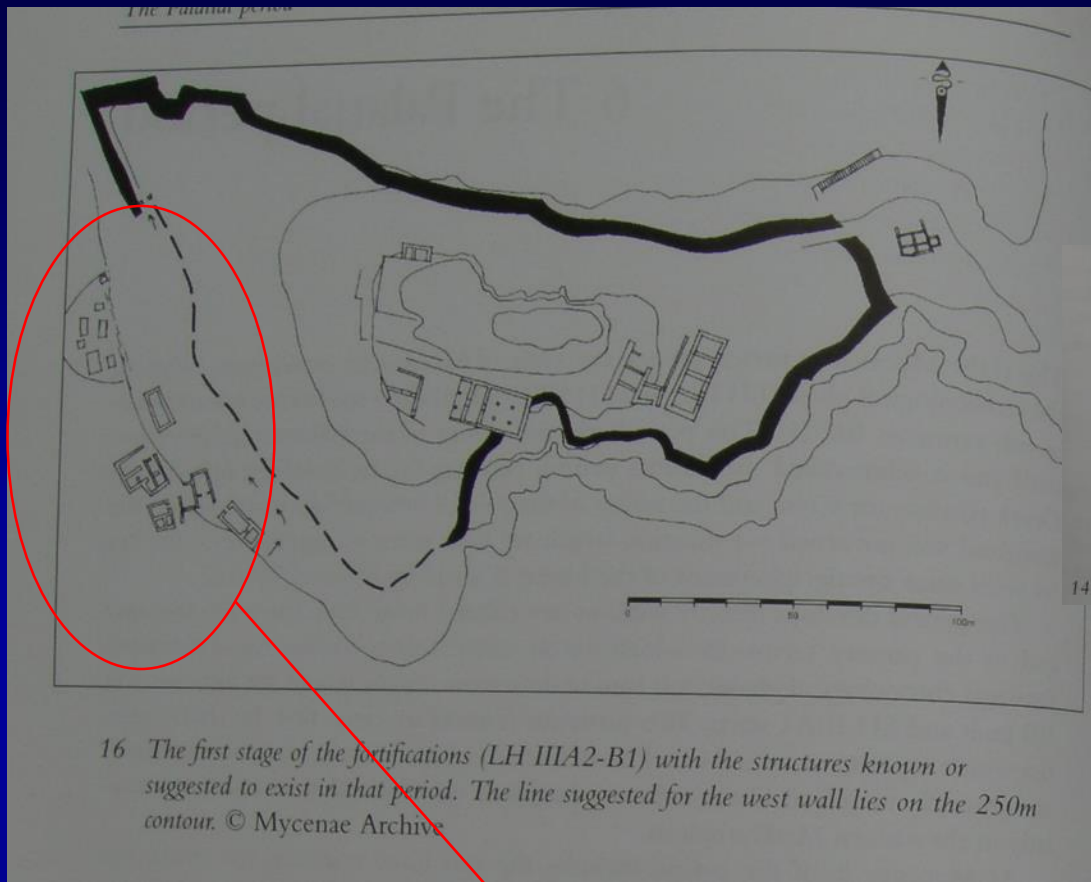 The Palatial period
0
50
100m
14
16 The first stage of the fortifications (LH IIIA2-B1) with the structures known or
suggested to exist in that period. The line suggested for the west wall lies on the 250m
contour. © Mycenae Archive